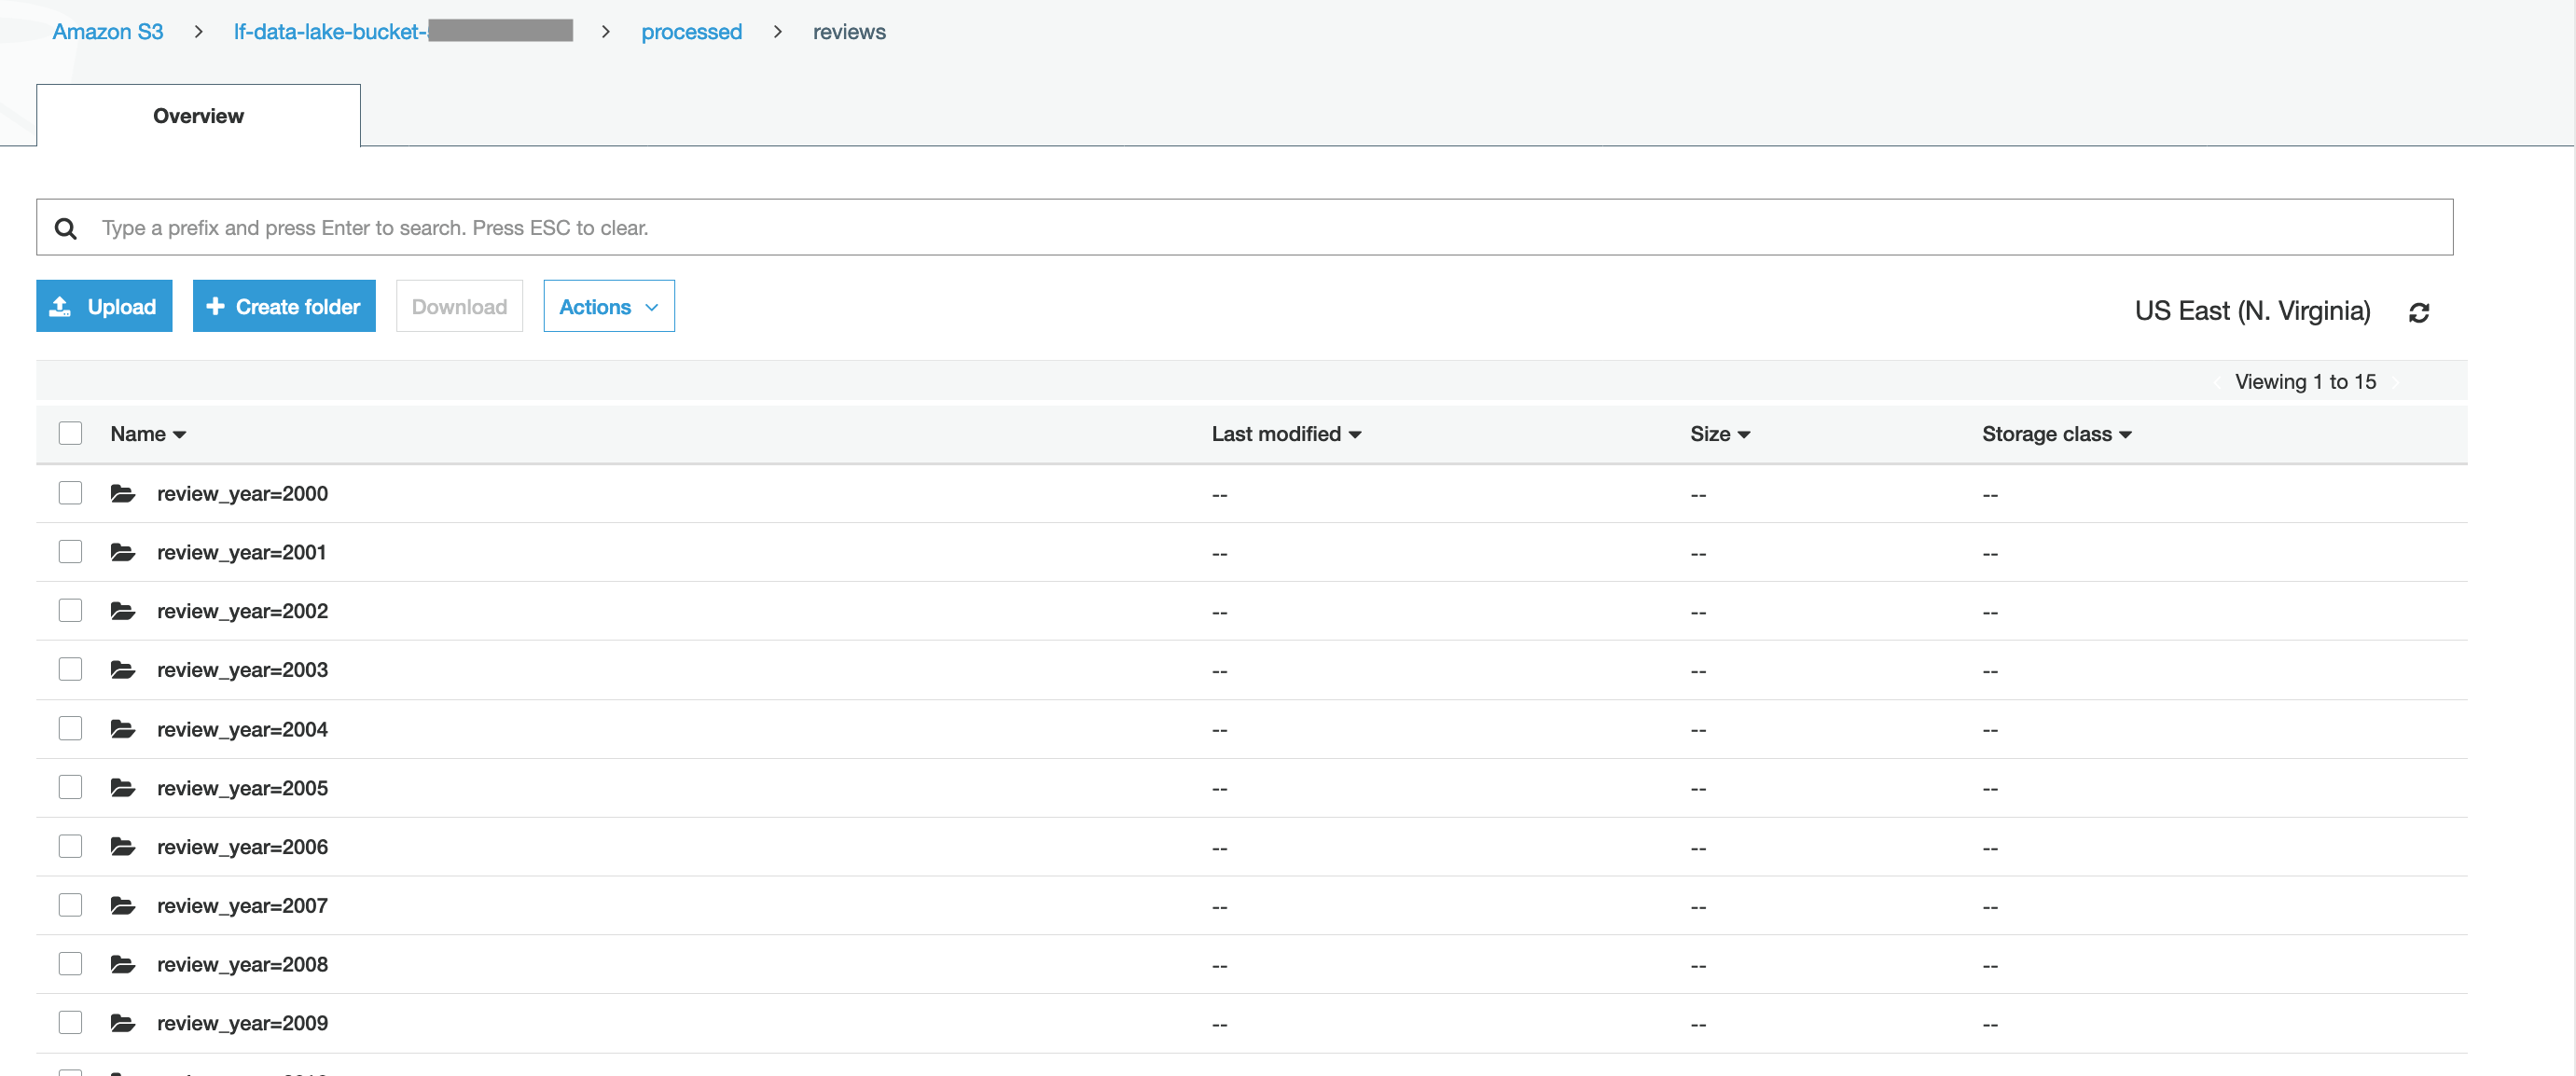 Amazon S3 > lf-data-lake-bucket- > processed > reviews
Overview
Type a prefix and press Enter to search. Press ESC to clear.
Upload + Create folder Download Actions US East (N. Virginia)
Viewing 1 to 15
Name Last modified Size Storage class
review_year=2000 -- -- --
review_year=2001 -- -- --
review_year=2002 -- -- --
review_year=2003 -- -- --
review_year=2004 -- -- --
review_year=2005 -- -- --
review_year=2006 -- -- --
review_year=2007 -- -- --
review_year=2008 -- -- --
review_year=2009 -- -- --